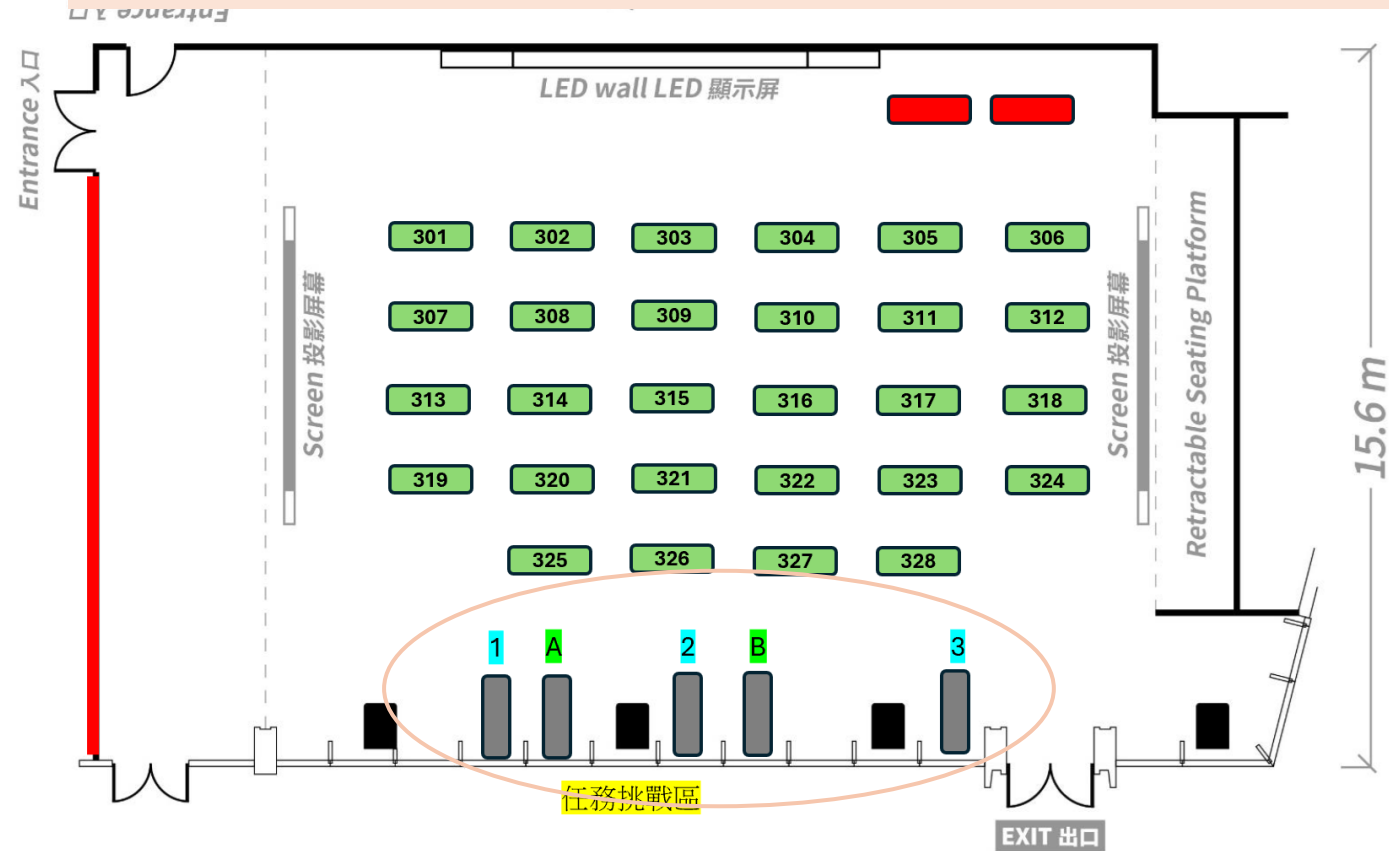 Entrance 入口
Entrance 入口
LED wall LED 顯示屏
Screen 投影屏幕
301 302 303 304 305 306
307 308 309 310 311 312
313 314 315 316 317 318
319 320 321 322 323 324
325 326 327 328
Screen 投影屏幕
Retractable Seating Platform
15.6 m
1 A 2 B 3
任務挑戰區
EXIT 出口